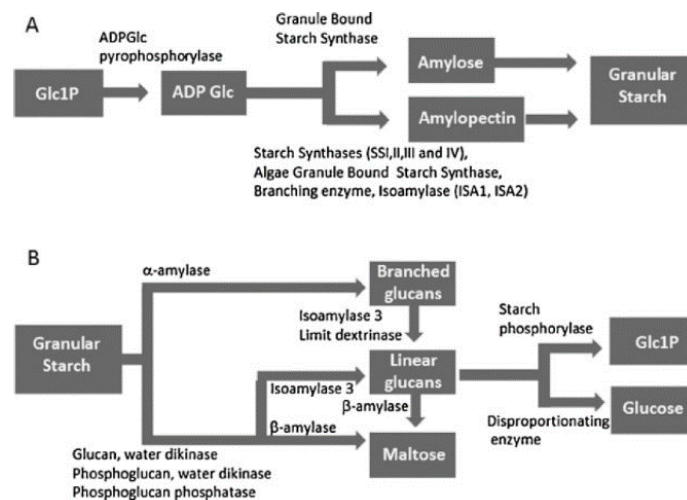 A
ADPGlc
pyrophosphorylase
Granule Bound
Starch Synthase
Glc1P
ADP Glc
Amylose
Amylopectin
Granular
Starch
Starch Synthases (SSI,II,III and IV),
Algae Granule Bound Starch Synthase,
Branching enzyme, Isoamylase (ISA1, ISA2)
B
α-amylase
Branched
glucans
Isoamylase 3
Limit dextrinase
Starch
phosphorylase
Granular
Starch
Glc1P
Linear
glucans
Isoamylase 3
β-amylase
β-amylase
Glucose
Disproportionating
enzyme
Maltose
Glucan, water dikinase
Phosphoglucan, water dikinase
Phosphoglucan phosphatase